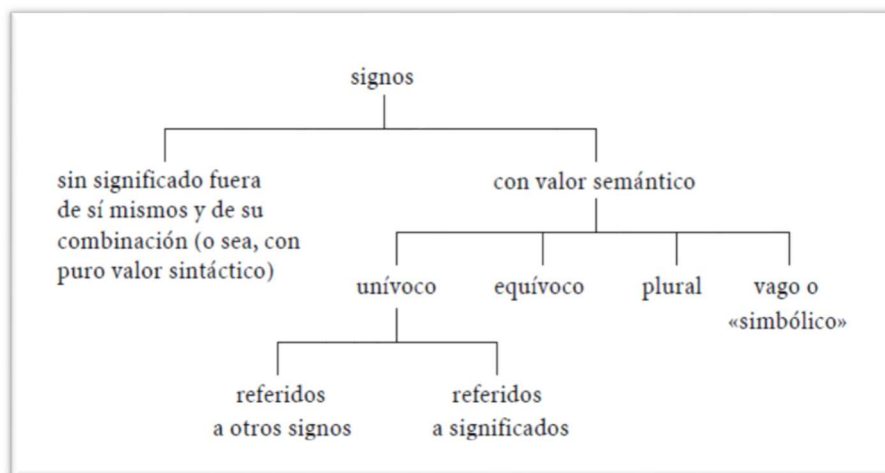 signos
sin significado fuera
de sí mismos y de su
combinación (o sea, con
puro valor sintáctico)
con valor semántico
unívoco
equívoco
plural
vago o
«simbólico»
referidos
a otros signos
referidos
a significados